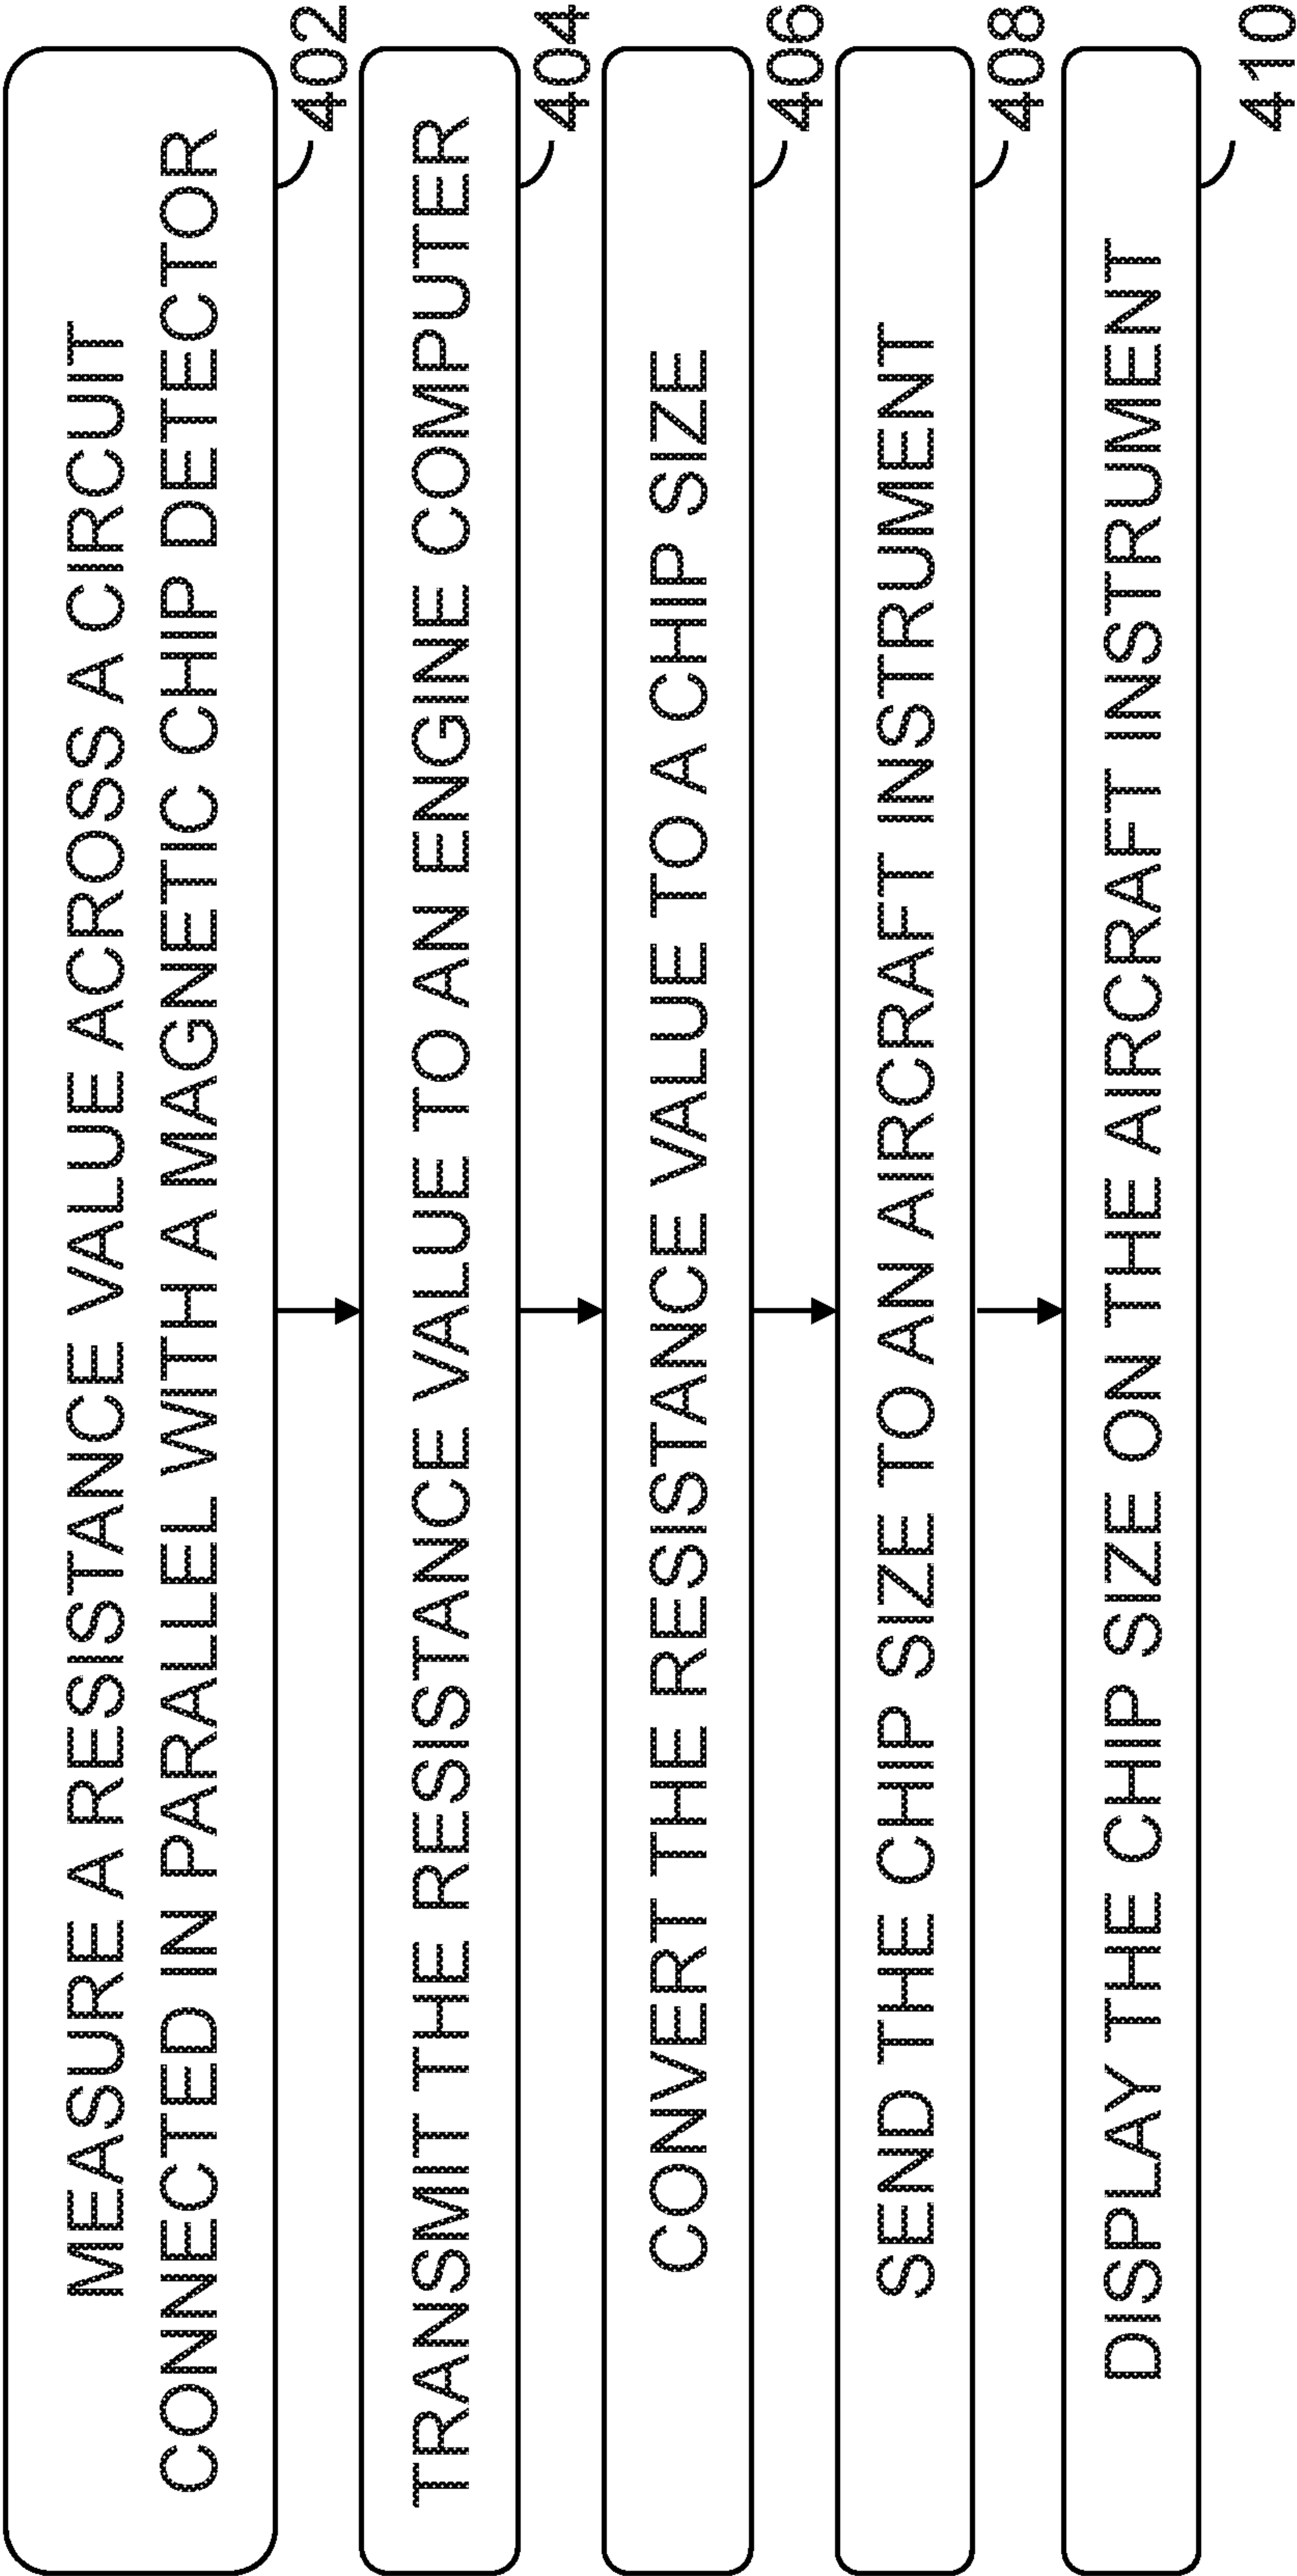 MEASURE A RESISTANCE VALUE ACROSS A CIRCUIT
CONNECTED IN PARALLEL WITH A MAGNETIC CHIP DETECTOR
402
TRANSMIT THE RESISTANCE VALUE TO AN ENGINE COMPUTER
404
CONVERT THE RESISTANCE VALUE TO A CHIP SIZE
406
SEND THE CHIP SIZE TO AN AIRCRAFT INSTRUMENT
408
DISPLAY THE CHIP SIZE ON THE AIRCRAFT INSTRUMENT
410